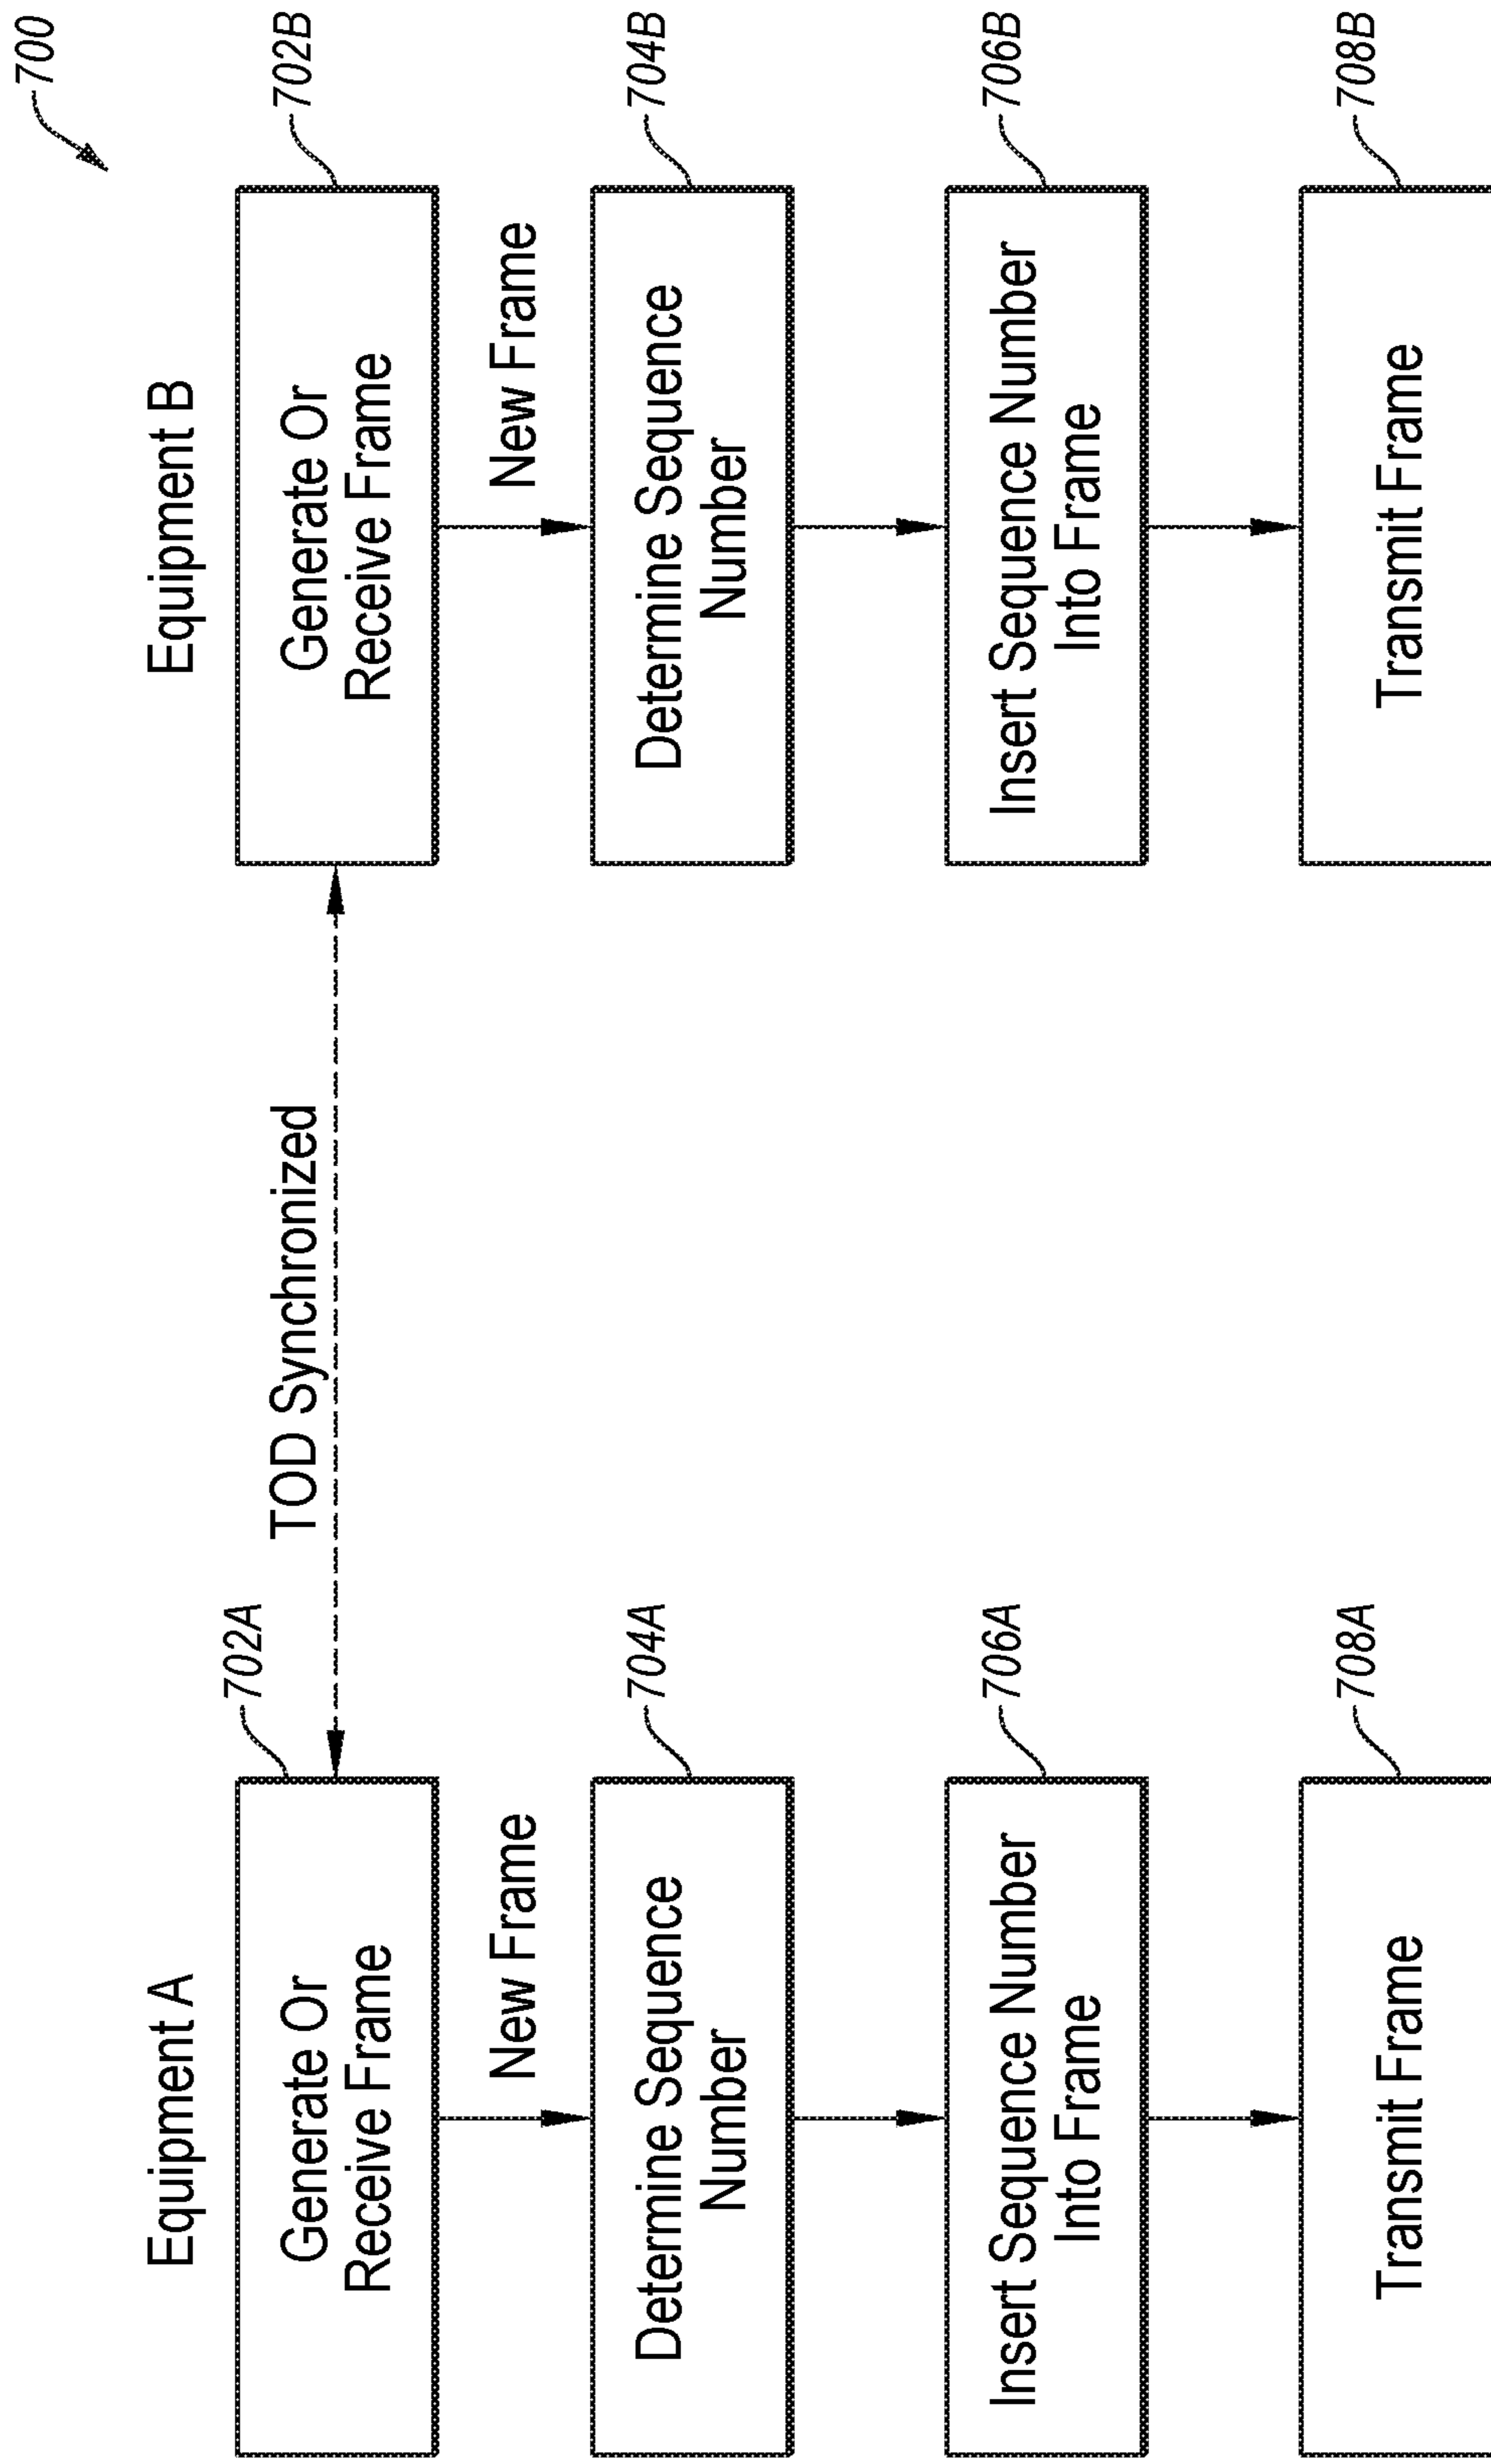 700
Equipment A
Equipment B
702A
TOD Synchronized
702B
Generate Or
Receive Frame
Generate Or
Receive Frame
New Frame
New Frame
704A
704B
Determine Sequence
Number
Determine Sequence
Number
706A
706B
Insert Sequence Number
Into Frame
Insert Sequence Number
Into Frame
708A
708B
Transmit Frame
Transmit Frame